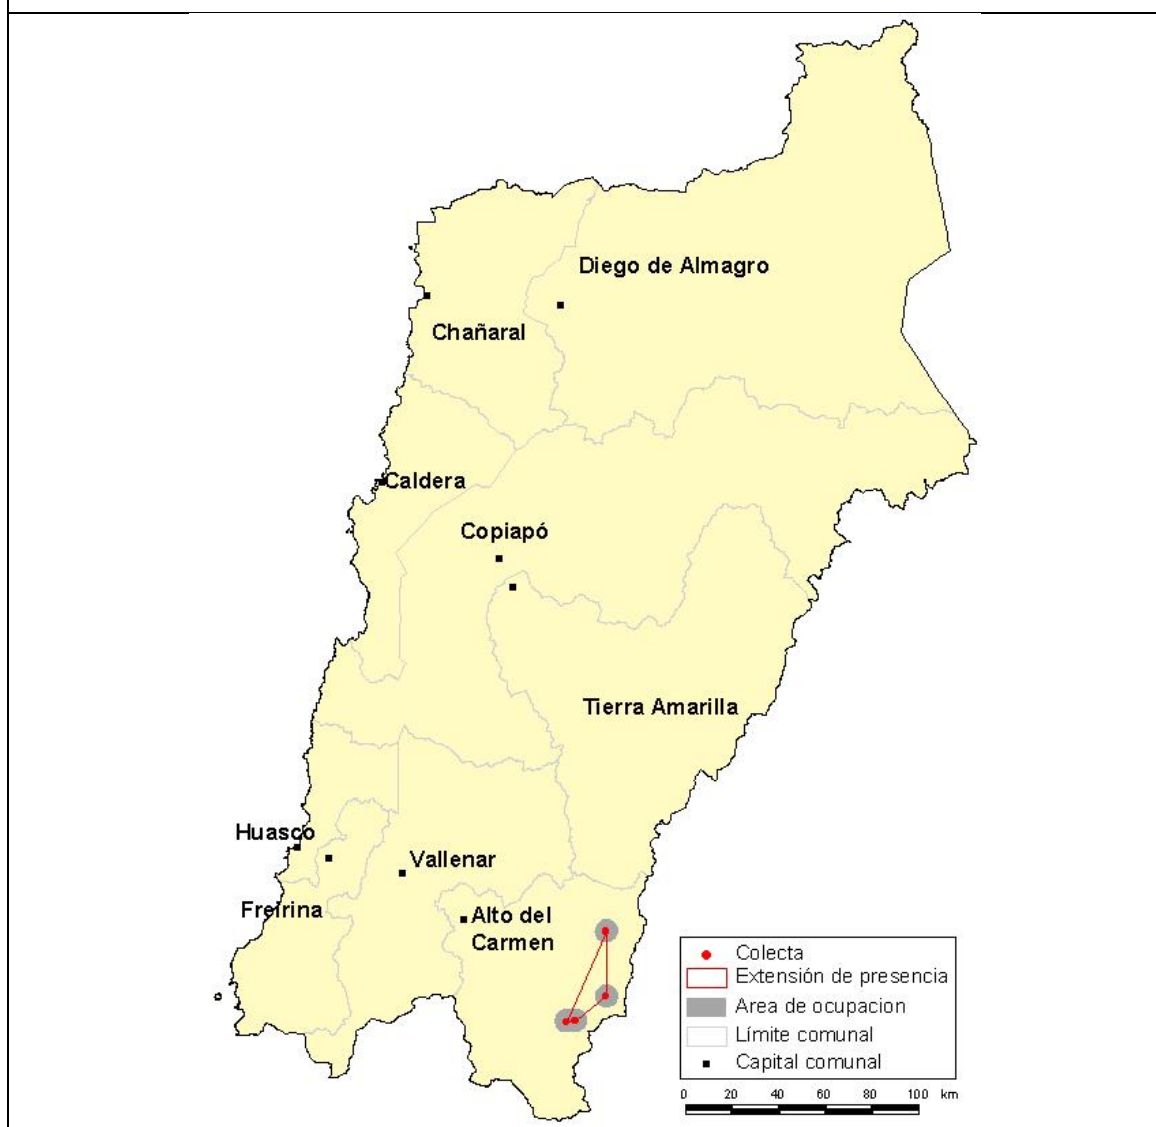 Diego de Almagro
Chañaral
Caldera
Copiapó
Tierra Amarilla
Huasco
Vallenar
Freirina
Alto del
Carmen
Colecta
Extensión de presencia
Area de ocupacion
Límite comunal
Capital comunal
0 20 40 60 80 100 km